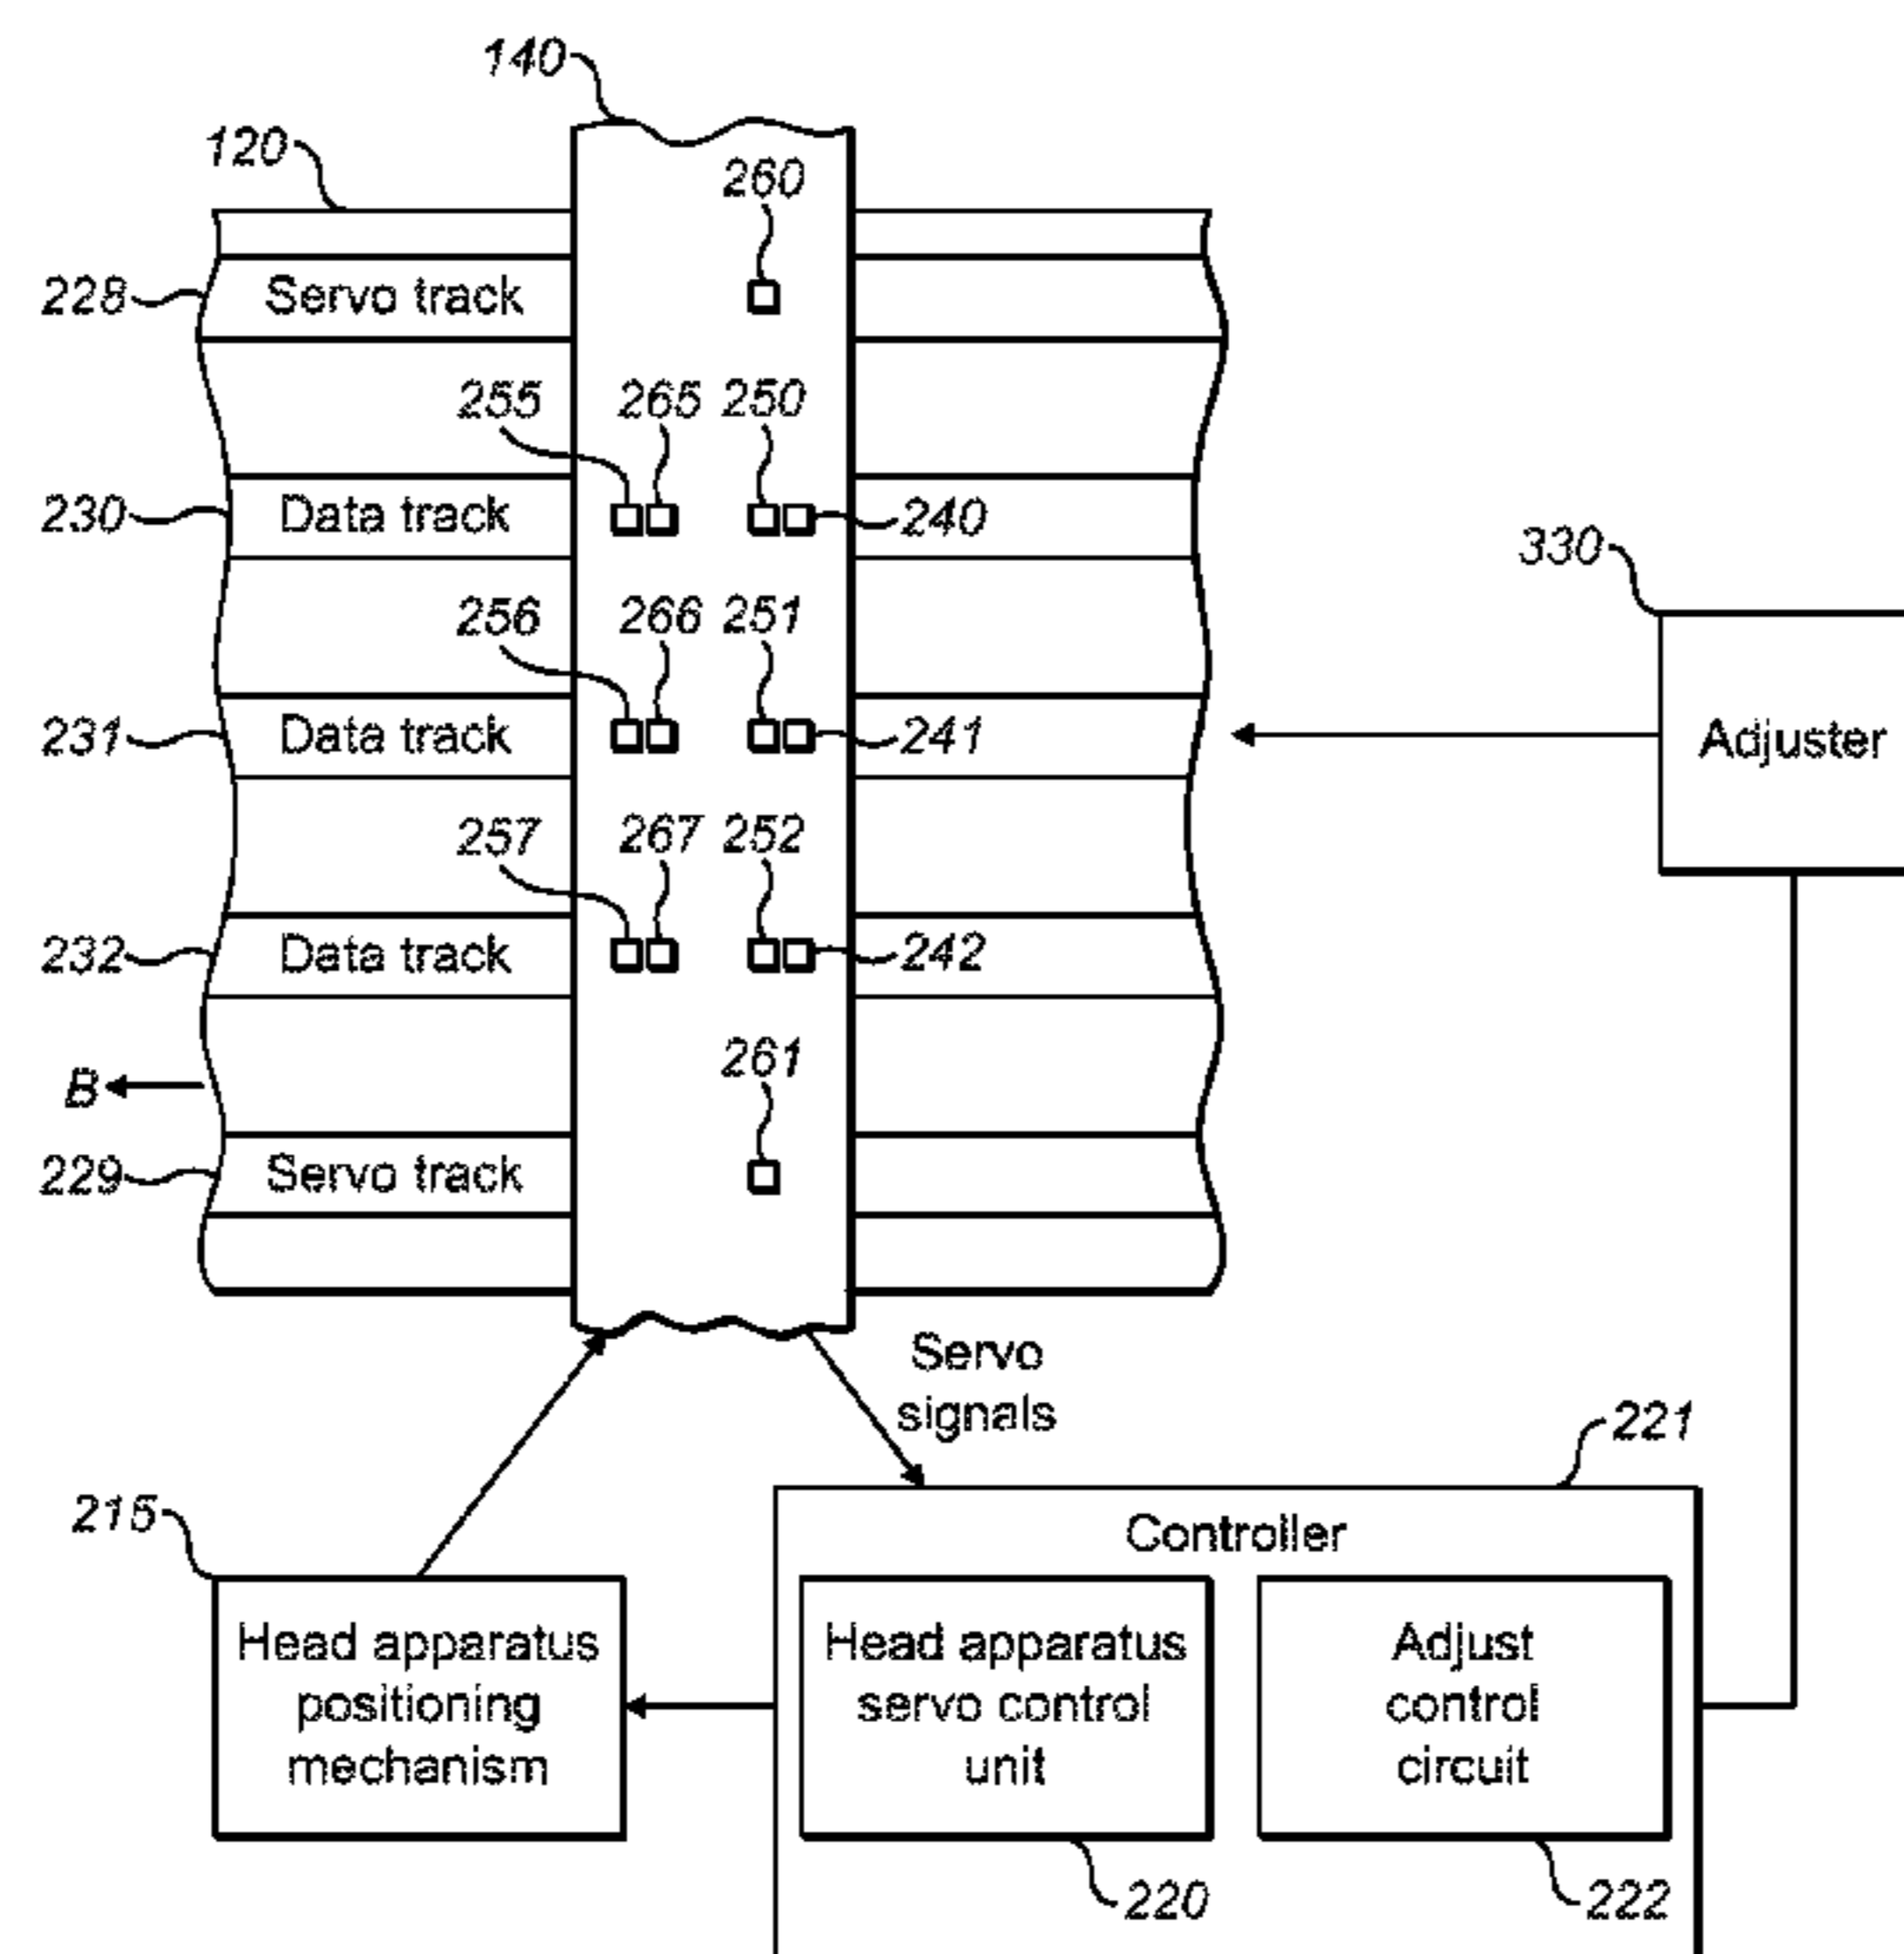 140
120
260
228 Servo track
255 265 250
230 Data track 240
330
256 266 251
231 Data track 241
Adjuster
257 267 252
232 Data track 242
261
B
229 Servo track
Servo
signals
221
215
Controller
Head apparatus
positioning
mechanism
Head apparatus
servo control
unit
Adjust
control
circuit
220
222